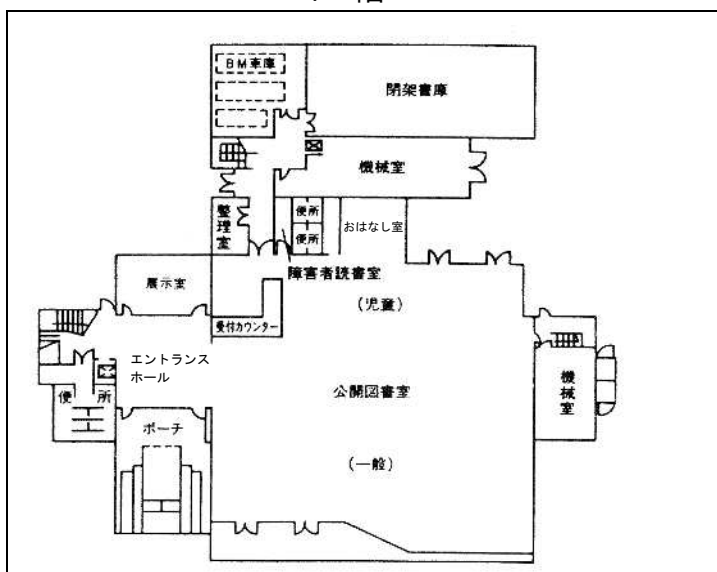 BM車庫
閉架書庫
機械室
整理室
便所
便所
おはなし室
障害者読書室
展示室
(児童)
受付カウンター
エントランス
ホール
便所
公開図書室
機械室
ポーチ
(一般)